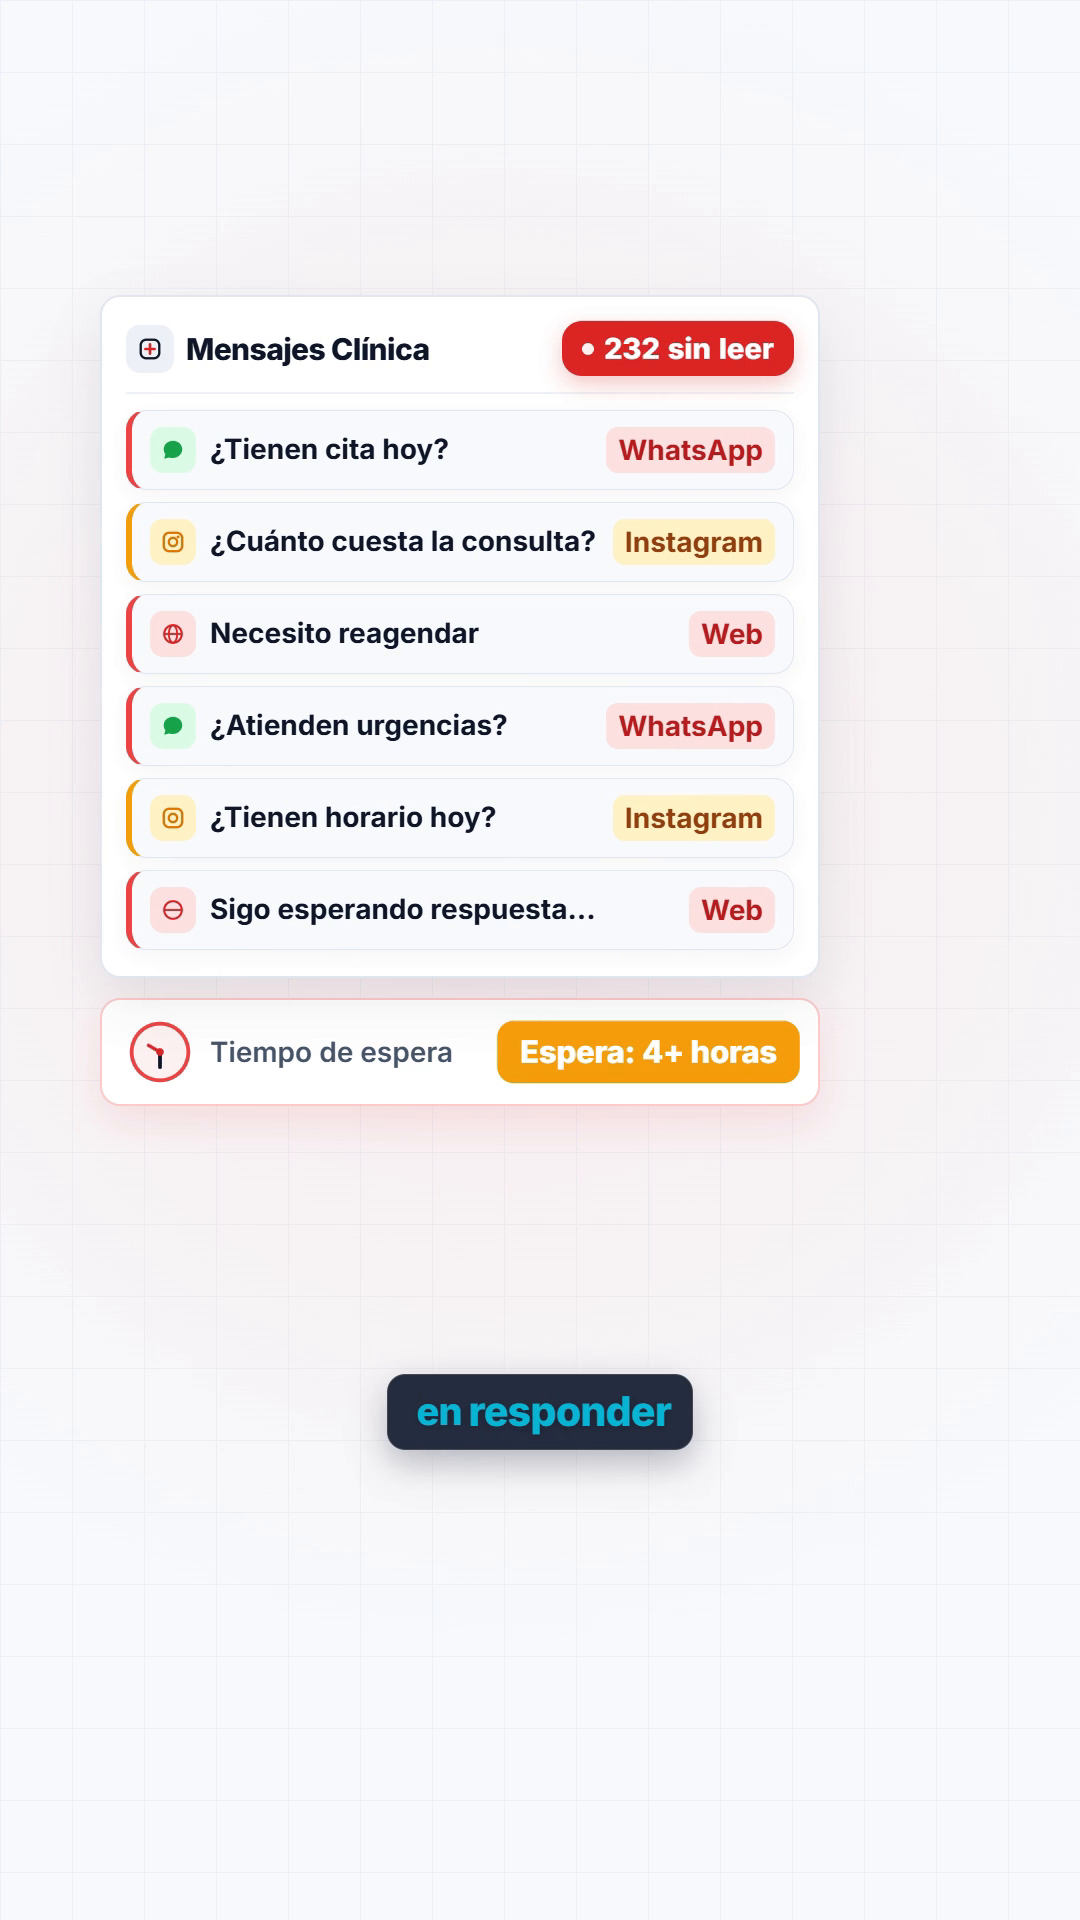 Mensajes Clínica
232 sin leer
¿Tienen cita hoy?
WhatsApp
¿Cuánto cuesta la consulta?
Instagram
Necesito reagendar
Web
¿Atienden urgencias?
WhatsApp
¿Tienen horario hoy?
Instagram
Sigo esperando respuesta...
Web
Tiempo de espera
Espera: 4+ horas
en responder